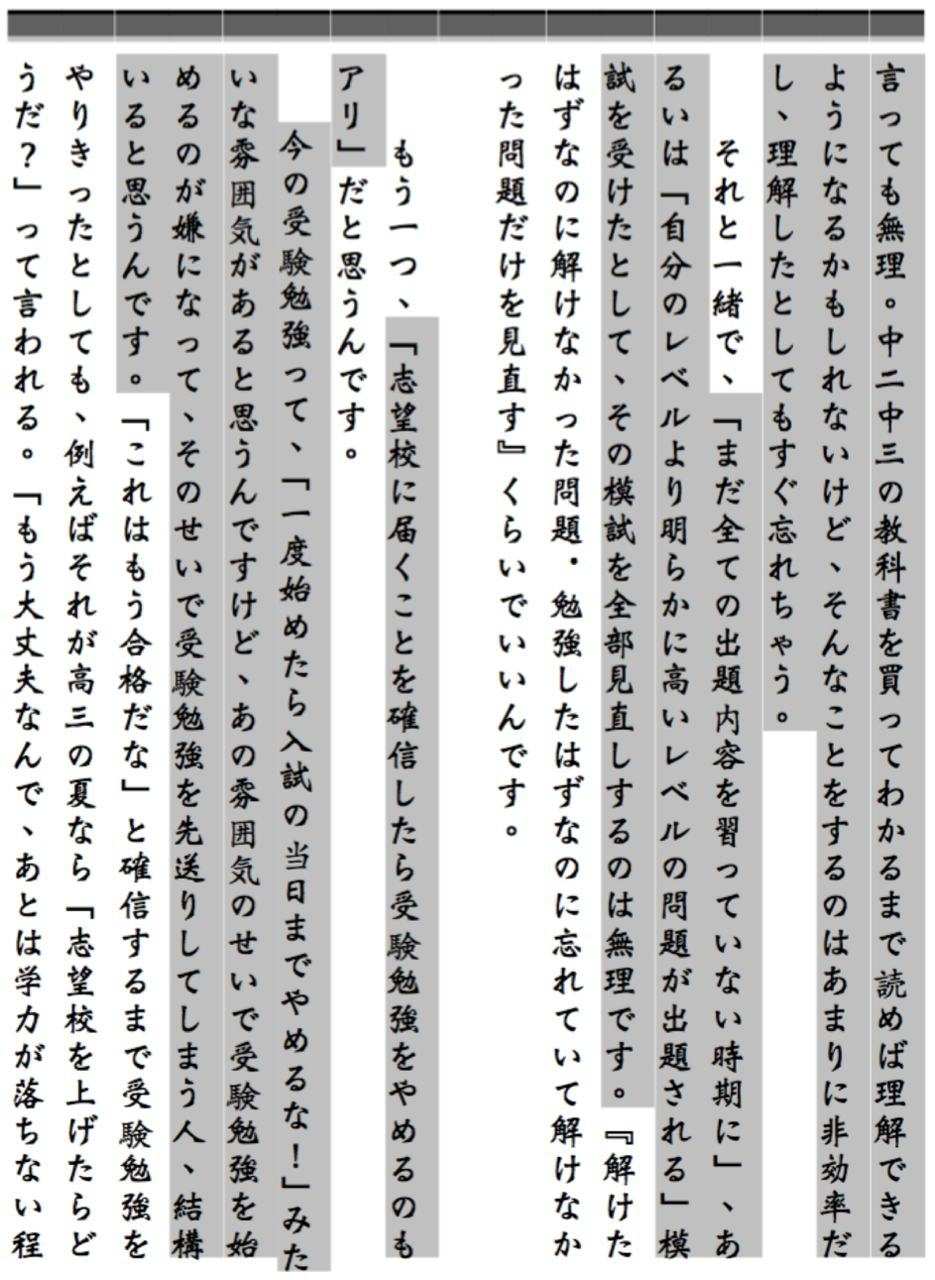 言っても無理。中二中三の教科書を買ってわかるまで読めば理解できる
ようになるかもしれないけど、そんなことをするのはあまりに非効率だ
し、理解したとしてもすぐ忘れちゃう。
それと一緒で、「まだ全ての出題内容を習っていない時期に」、あ
るいは「自分のレベルより明らかに高いレベルの問題が出題される」模
試を受けたとして、その模試を全部見直しするのは無理です。『解けた
はずなのに解けなかった問題・勉強したはずなのに忘れていて解けなか
った問題だけを見直す』くらいでいいんです。
もう一つ、「志望校に届くことを確信したら受験勉強をやめるのも
アリ」だと思うんです。
今の受験勉強って、「一度始めたら入試の当日までやめるな!」みた
いな雰囲気があると思うんですけど、あの雰囲気のせいで受験勉強を始
めるのが嫌になって、そのせいで受験勉強を先送りしてしまう人、結構
いると思うんです。「これはもう合格だな」と確信するまで受験勉強を
やりきったとしても、例えばそれが高三の夏なら「志望校を上げたらど
うだ?」って言われる。「もう大丈夫なんで、あとは学力が落ちない程